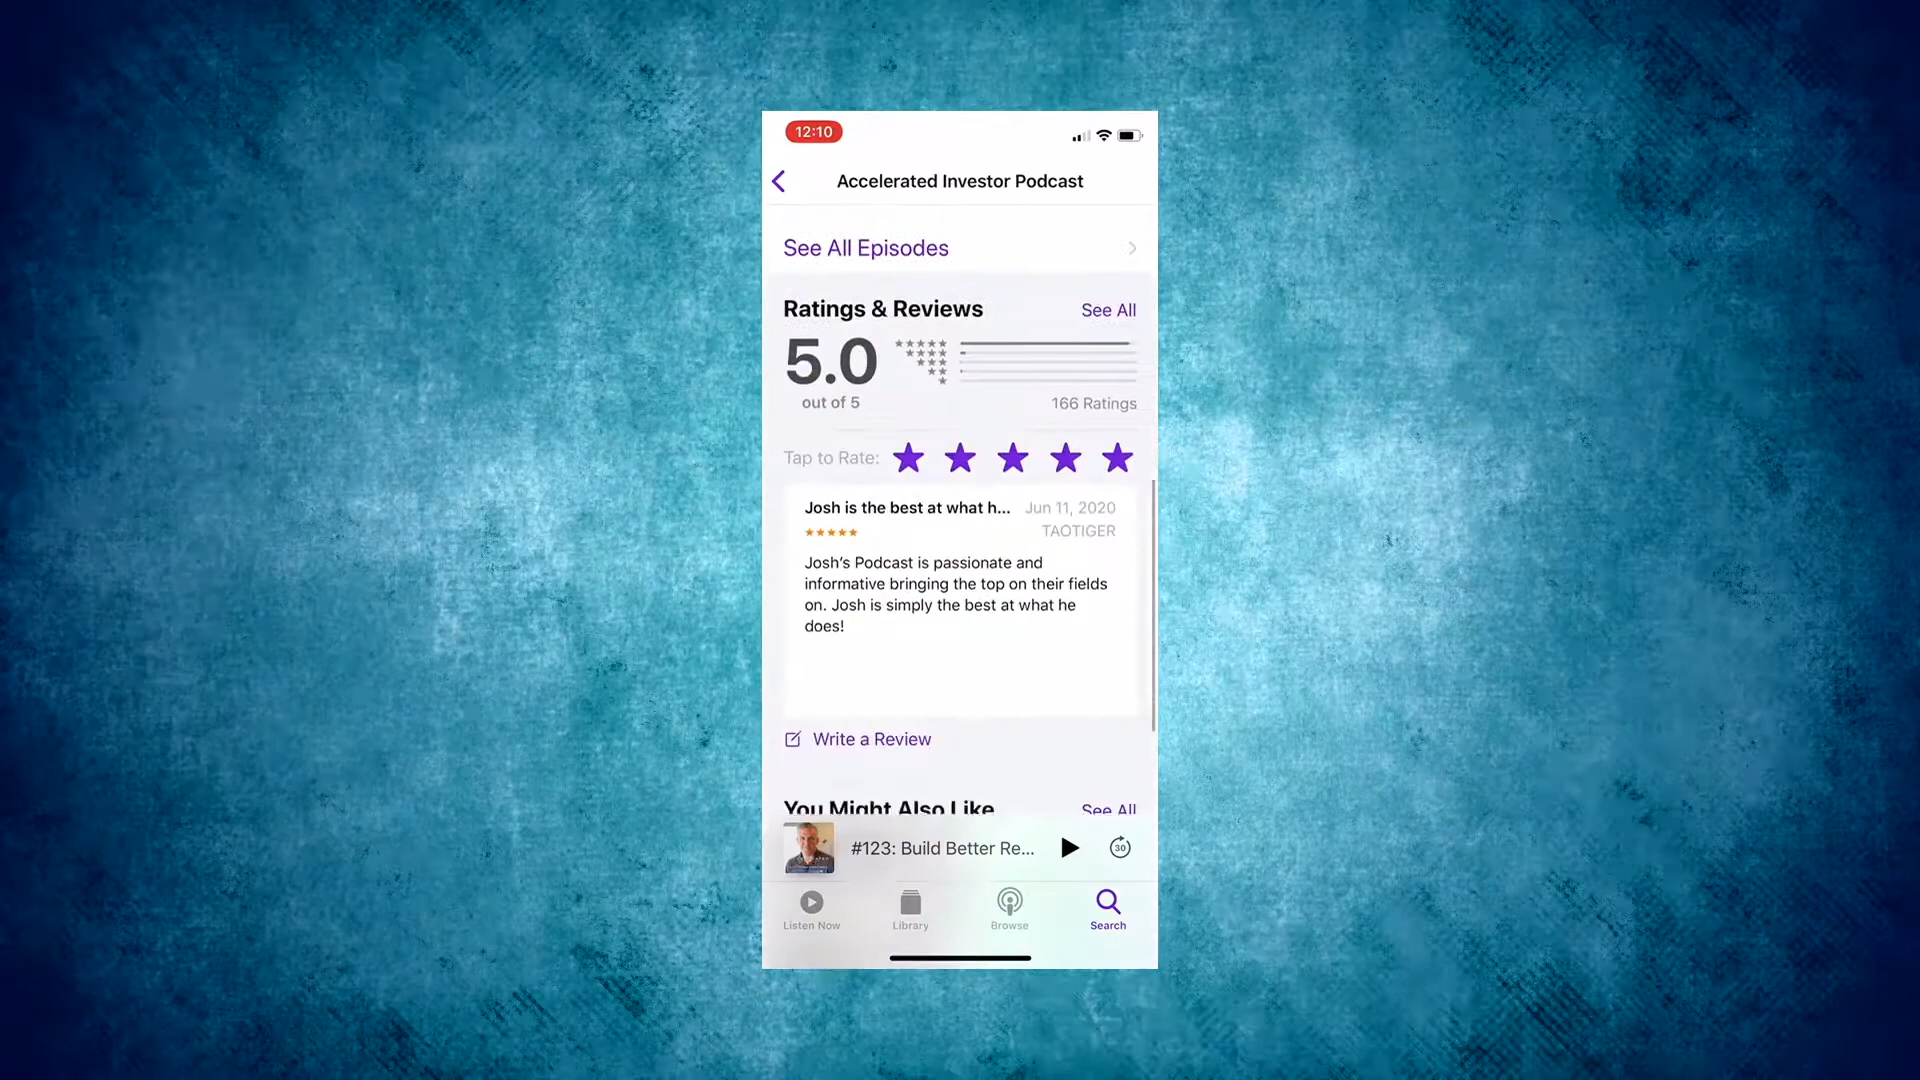 12:10
Accelerated Investor Podcast
See All Episodes
Ratings & Reviews See All
5.0
out of 5
166 Ratings
Tap to Rate:
Josh is the best at what h... Jun 11, 2020
TAOTIGER
Josh's Podcast is passionate and
informative bringing the top on their fields
on. Josh is simply the best at what he
does!
Write a Review
You Might Also Like See All
#123: Build Better Re... 30
Listen Now Library Browse Search